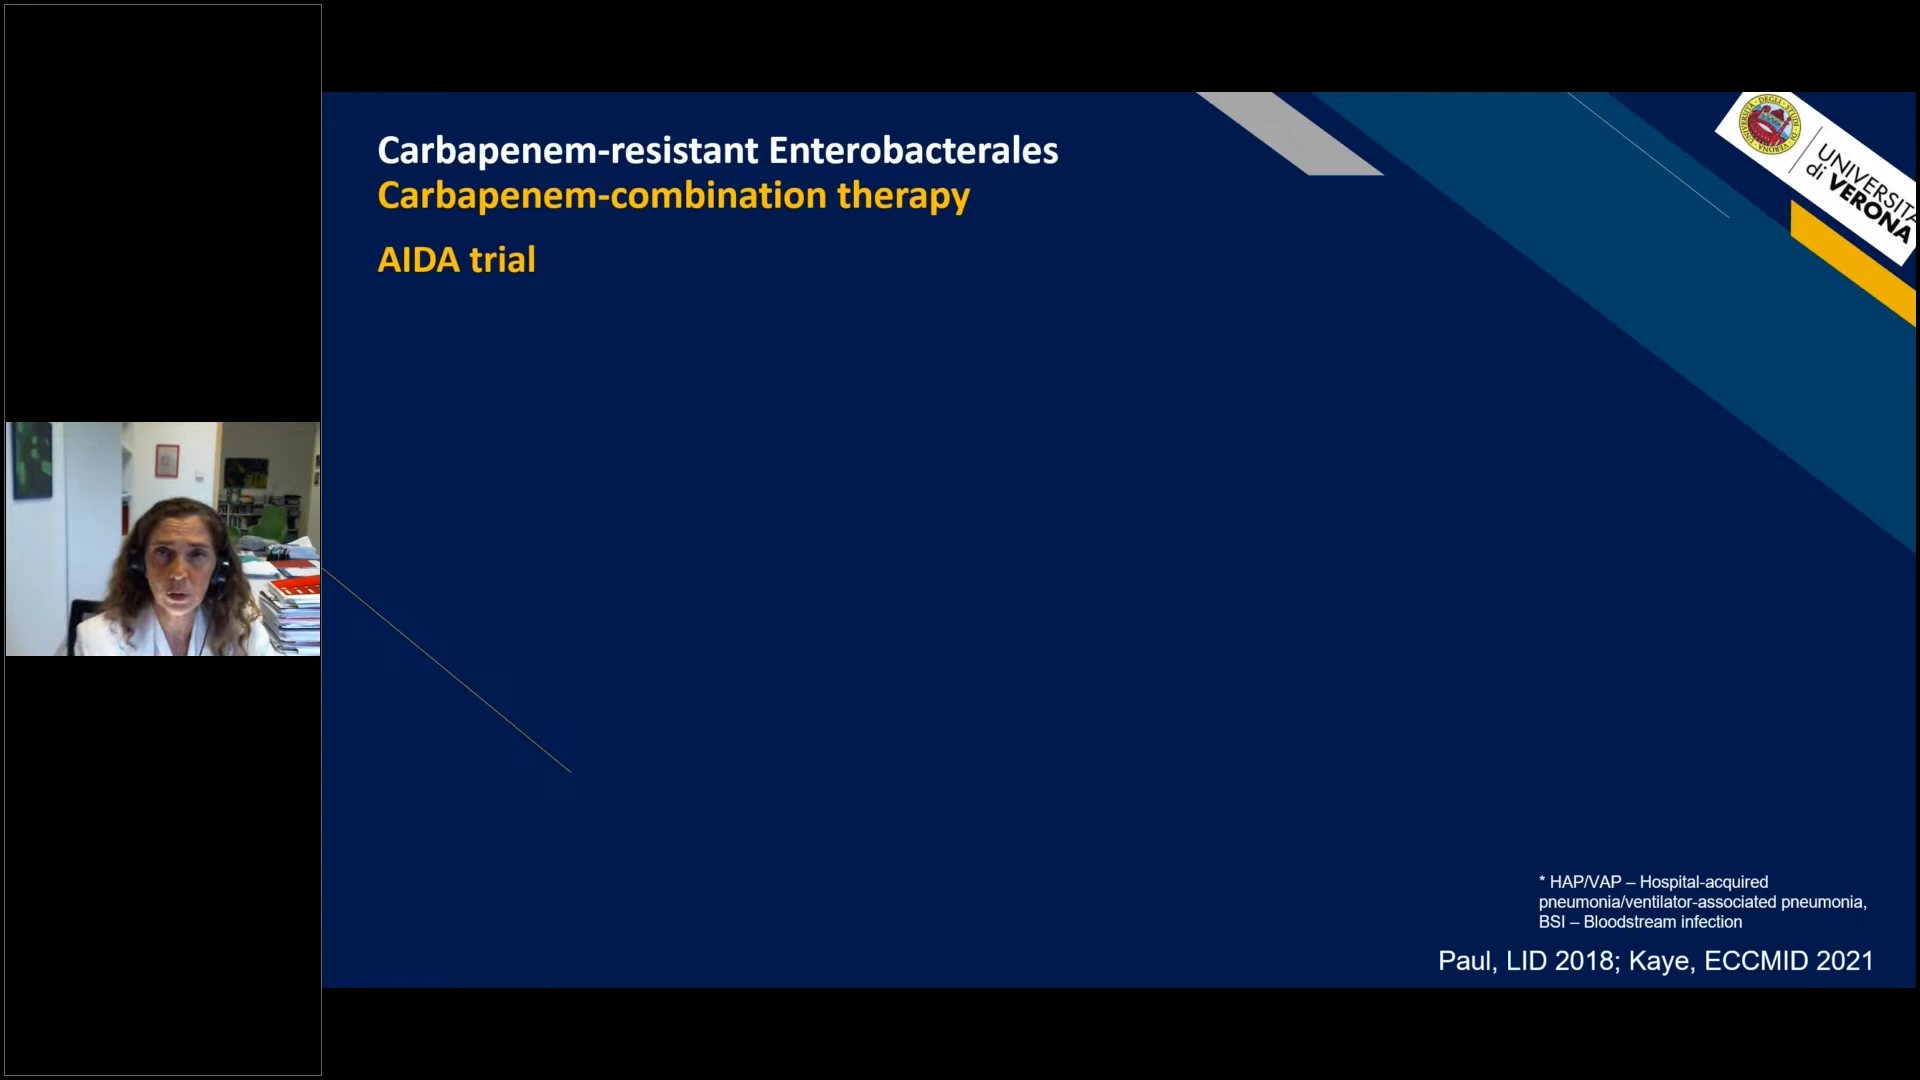 Carbapenem-resistant Enterobacterales
Carbapenem-combination therapy
AIDA trial
UNIVERSITÀ
di VERONA
* HAP/VAP – Hospital-acquired
pneumonia/ventilator-associated pneumonia,
BSI – Bloodstream infection
Paul, LID 2018; Kaye, ECCMID 2021